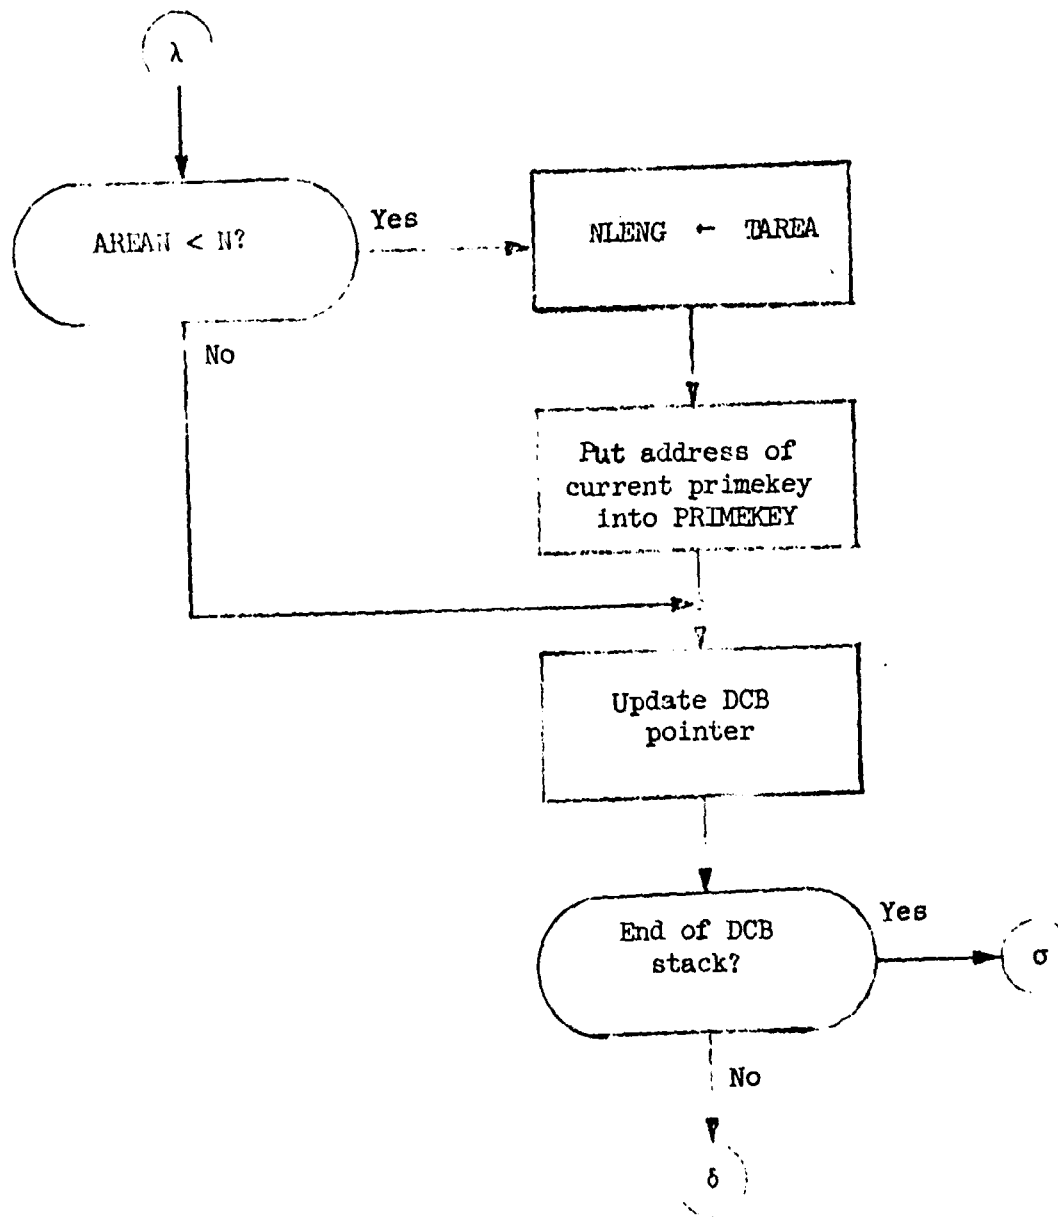 λ
AREAN < N?
Yes
NLENG ← TAREA
No
Put address of
current primekey
into PRIMEKEY
Update DCB
pointer
End of DCB
stack?
Yes
σ
No
δ